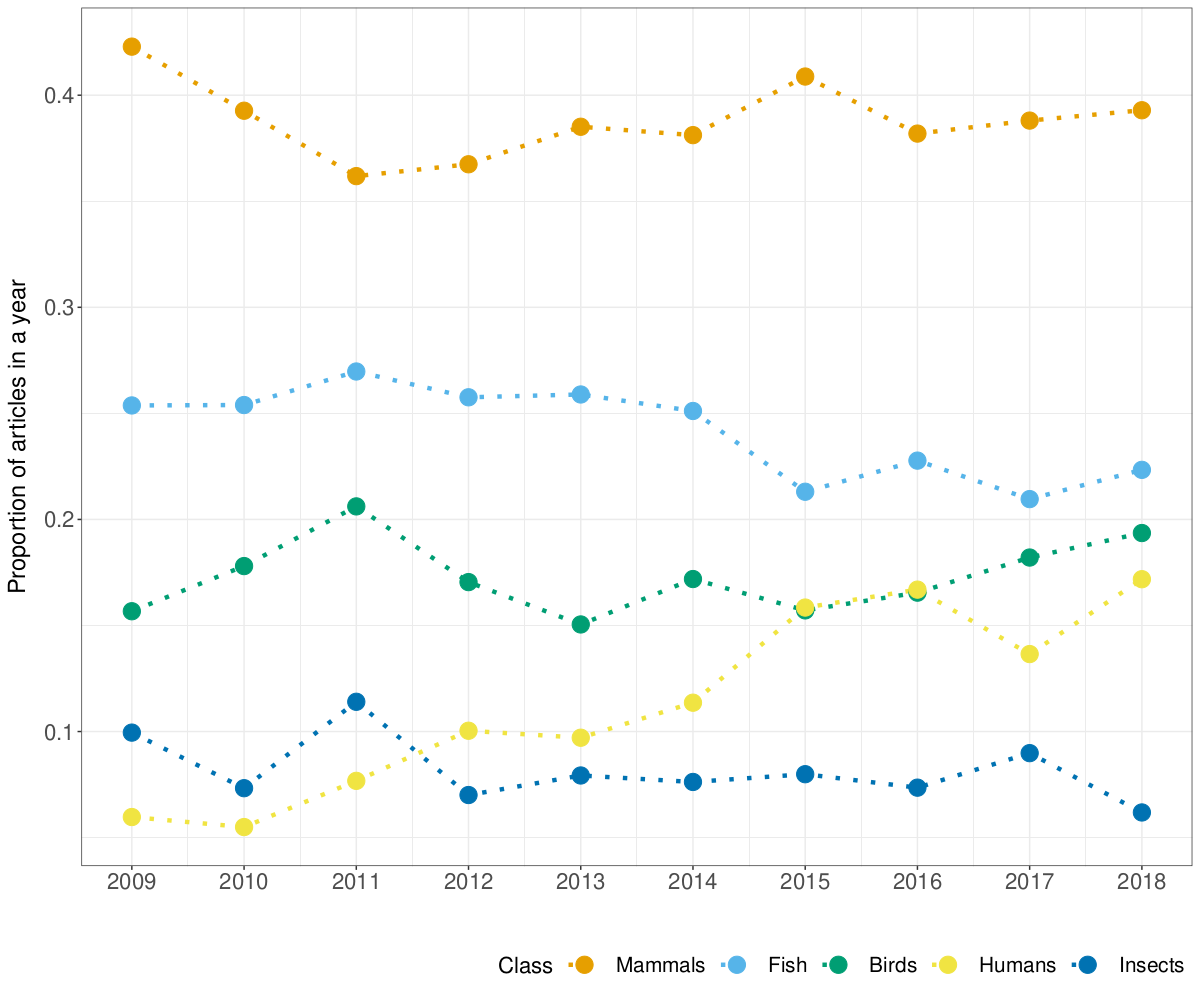 Proportion of articles in a year
0.4
0.3
0.2
0.1
2009 2010 2011 2012 2013 2014 2015 2016 2017 2018
Class Mammals Fish Birds Humans Insects